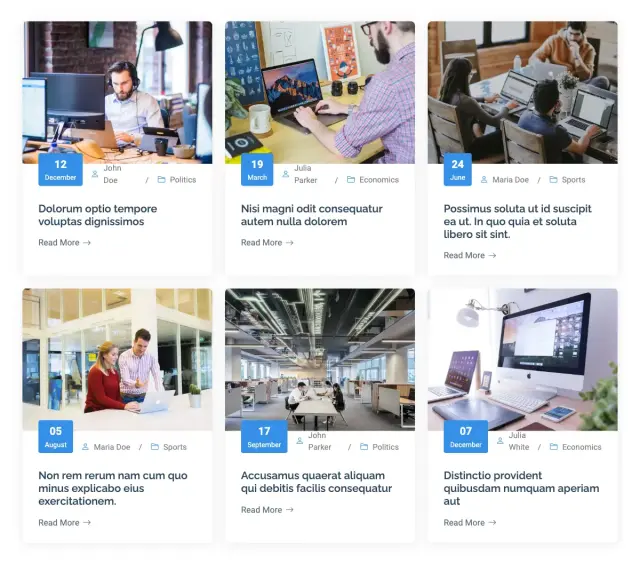 12
December
John
Doe
/
Politics
Dolorum optio tempore
voluptas dignissimos
Read More →
19
March
Julia
Parker
/
Economics
Nisi magni odit consequatur
autem nulla dolorem
Read More →
24
June
Maria Doe / Sports
Possimus soluta ut id suscipit
ea ut. In quo quia et soluta
libero sit sint.
Read More →
05
August
Maria Doe / Sports
Non rem rerum nam cum quo
minus explicabo eius
exercitationem.
Read More →
17
September
John
Parker
/
Politics
Accusamus quaerat aliquam
qui debitis facilis consequatur
Read More →
07
December
Julia
White
/
Economics
Distinctio provident
quibusdam numquam aperiam
aut
Read More →